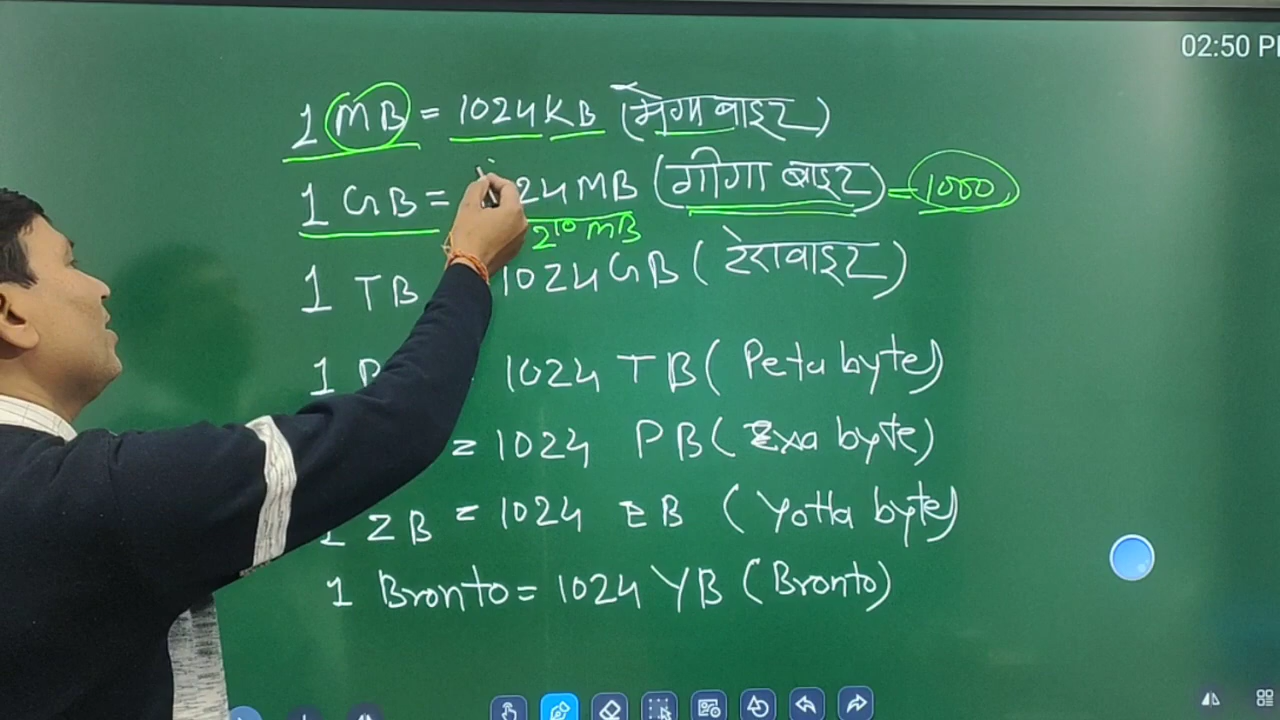 02:50 P
1 MB = 1024 KB (मेगा बाइट)
1 GB = 24 MB (गीगा बाइट) = 1000
2¹⁰ MB
1 TB 1024 GB (टेराबाइट)
1 1024 TB (Peta byte)
= 1024 PB (Exa byte)
1 ZB = 1024 EB (Yotta byte)
1 Bronto = 1024 YB (Bronto)